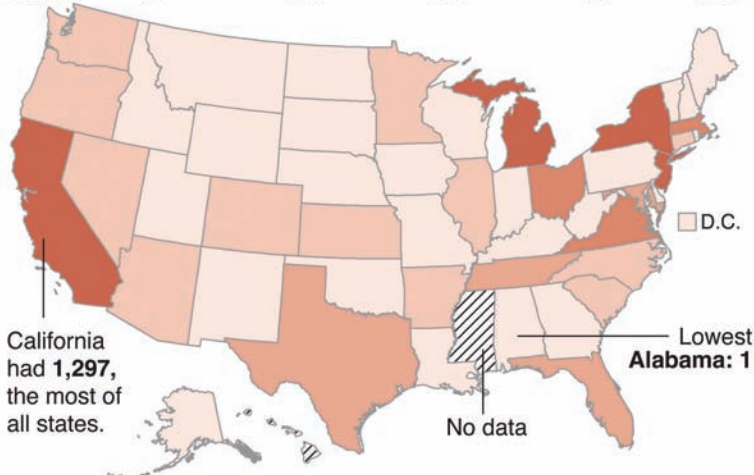 D.C.
California
had 1,297,
the most of
all states.
Lowest
Alabama: 1
No data